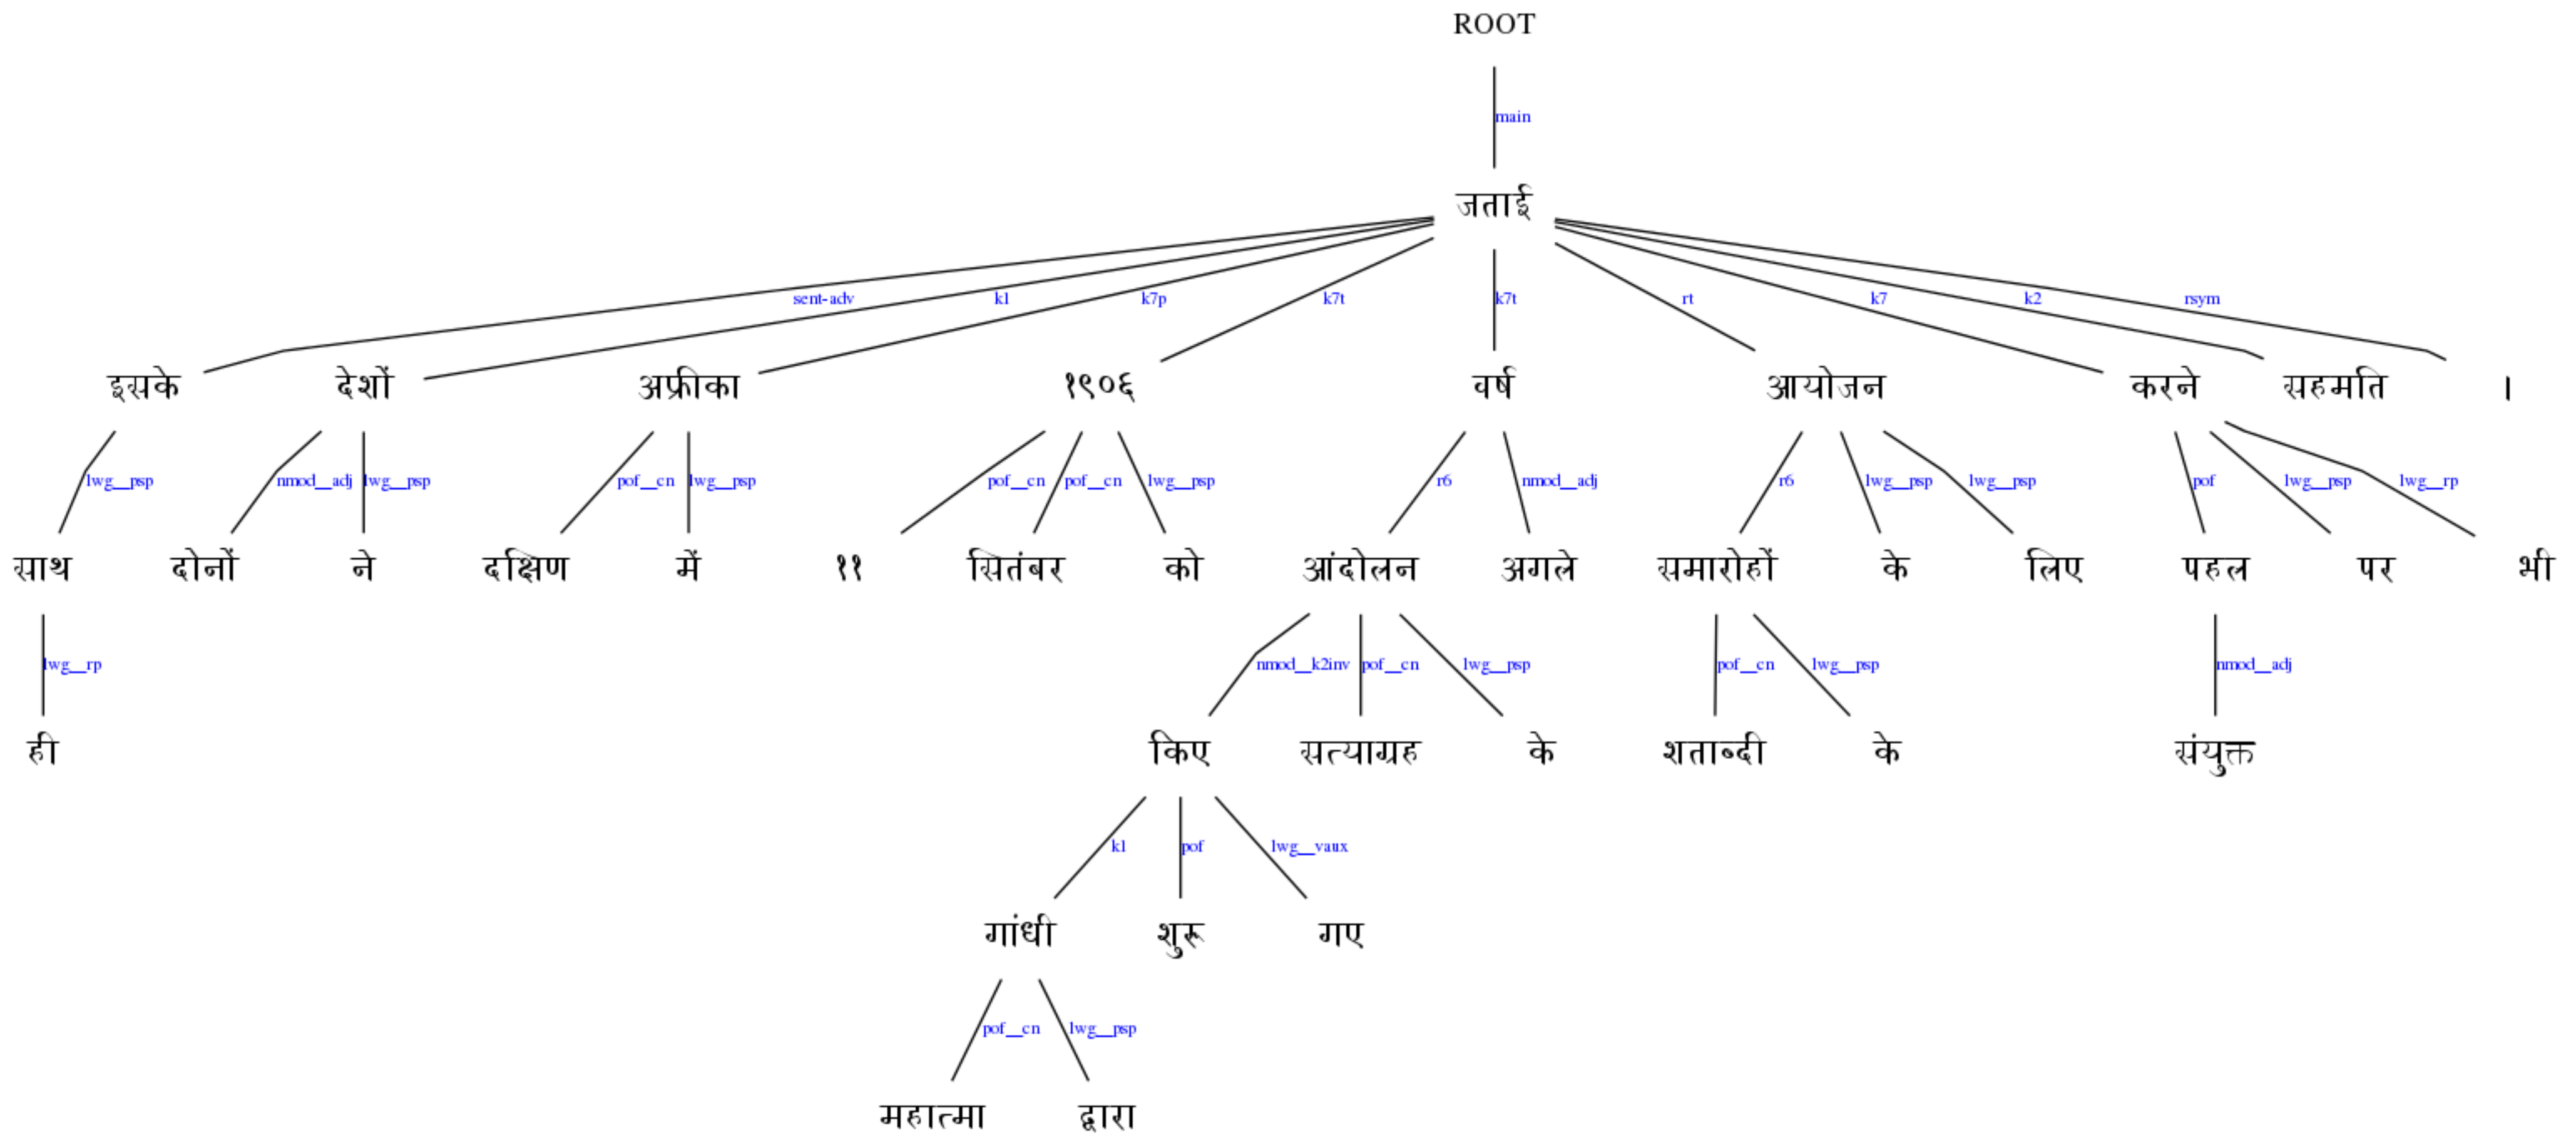 ROOT
main
जताई
sent-adv k1 k7p k7t k7t rt k7 k2 rsym
इसके देशों अफ्रीका १९०६ वर्ष आयोजन करने सहमति ।
lwg__psp nmod__adj lwg__psp pof__cn lwg__psp pof__cn pof__cn lwg__psp r6 nmod__adj r6 lwg__psp lwg__psp pof lwg__psp lwg__rp
साथ दोनों ने दक्षिण में ११ सितंबर को आंदोलन अगले समारोहों के लिए पहल पर भी
lwg__rp nmod__k2inv pof__cn lwg__psp pof__cn lwg__psp nmod__adj
ही किए सत्याग्रह के शताब्दी के संयुक्त
k1 pof lwg__vaux
गांधी शुरू गए
pof__cn lwg__psp
महात्मा द्वारा